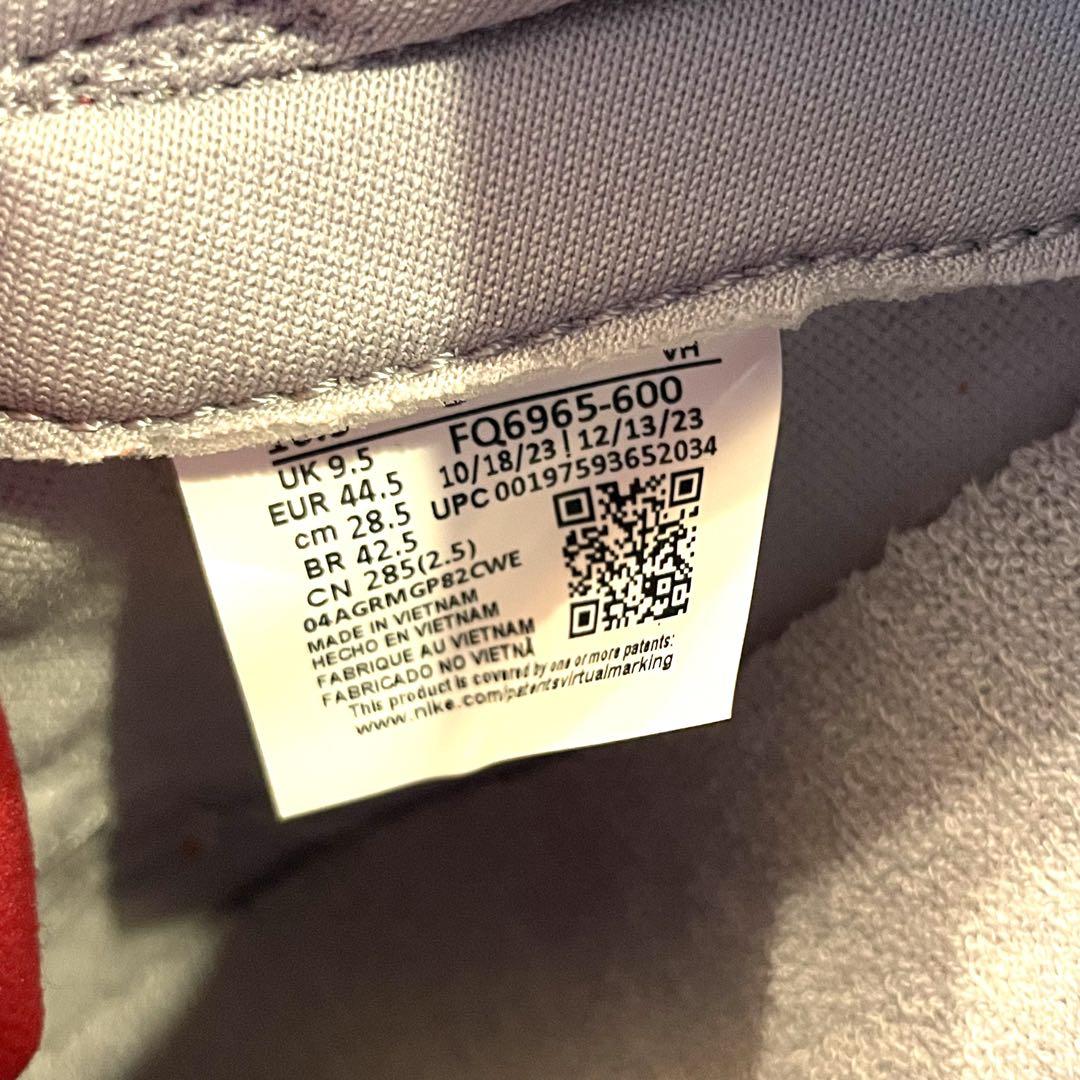 VH
UK 9.5
EUR 44.5
cm 28.5
BR 42.5
CN 285(2.5)
FQ6965-600
10/18/23 | 12/13/23
UPC 00197593652034
04AGRMGP82CWE
MADE IN VIETNAM
HECHO EN VIETNAM
FABRIQUE AU VIETNAM
FABRICADO NO VIETNÃ
This product is covered by one or more patents:
www.nike.com/patentsvirtualmarking